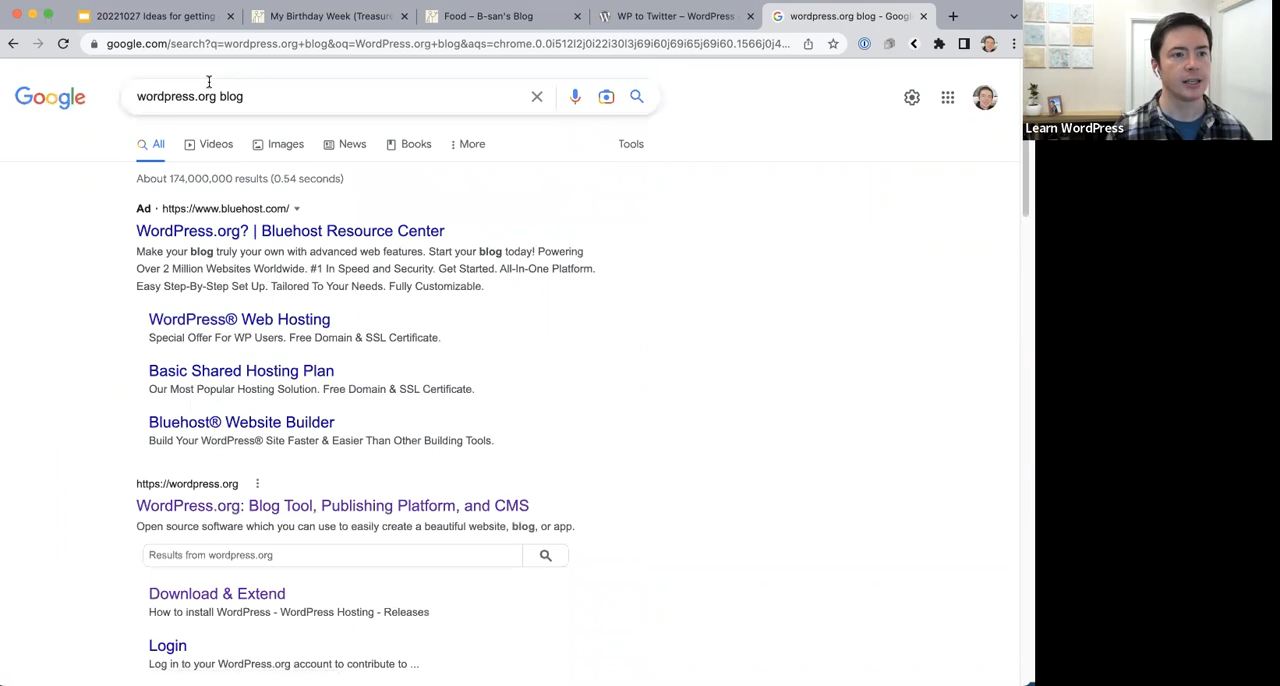 20221027 Ideas for getting
My Birthday Week (Treasure
Food – B-san's Blog
WP to Twitter – WordPress
wordpress.org blog - Googl
google.com/search?q=wordpress.org+blog&oq=WordPress.org+blog&aqs=chrome.0.0i512l2j0i22i30l3j69i60j69i65j69i60.1566j0j4...
Google
wordpress.org blog
All
Videos
Images
News
Books
More
Tools
About 174,000,000 results (0.54 seconds)
Ad · https://www.bluehost.com/
WordPress.org? | Bluehost Resource Center
Make your blog truly your own with advanced web features. Start your blog today! Powering
Over 2 Million Websites Worldwide. #1 In Speed and Security. Get Started. All-In-One Platform.
Easy Step-By-Step Set Up. Tailored To Your Needs. Fully Customizable.
WordPress® Web Hosting
Special Offer For WP Users. Free Domain & SSL Certificate.
Basic Shared Hosting Plan
Our Most Popular Hosting Solution. Free Domain & SSL Certificate.
Bluehost® Website Builder
Build Your WordPress® Site Faster & Easier Than Other Building Tools.
https://wordpress.org
WordPress.org: Blog Tool, Publishing Platform, and CMS
Open source software which you can use to easily create a beautiful website, blog, or app.
Results from wordpress.org
Download & Extend
How to install WordPress - WordPress Hosting - Releases
Login
Log in to your WordPress.org account to contribute to ...
Learn WordPress